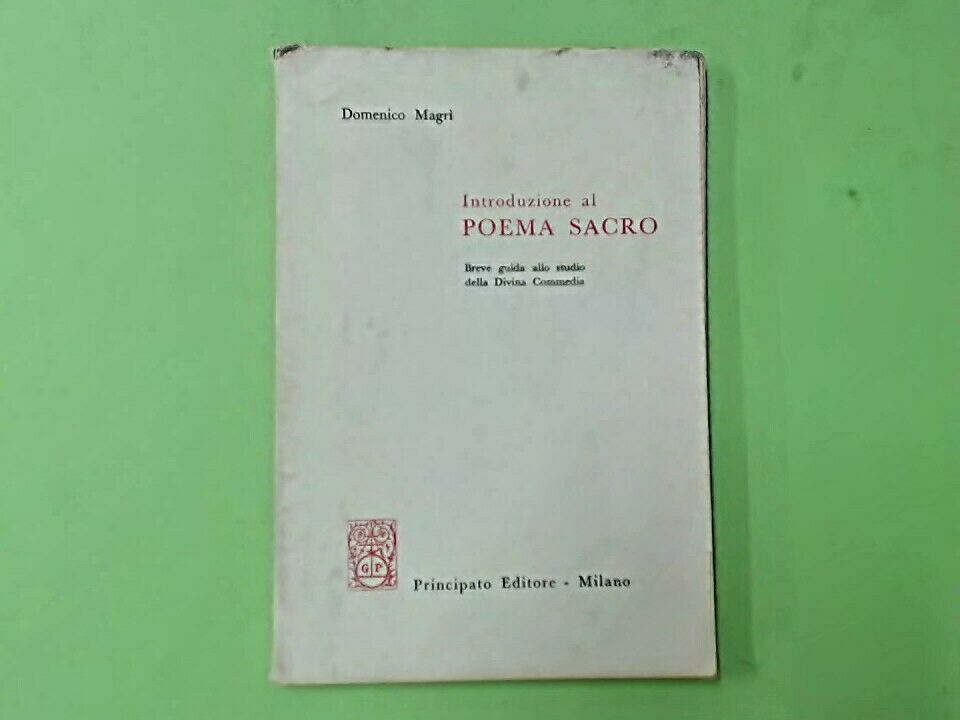 Domenico Magrì
Introduzione al
POEMA SACRO
Breve guida allo studio
della Divina Commedia
G P
Principato Editore - Milano